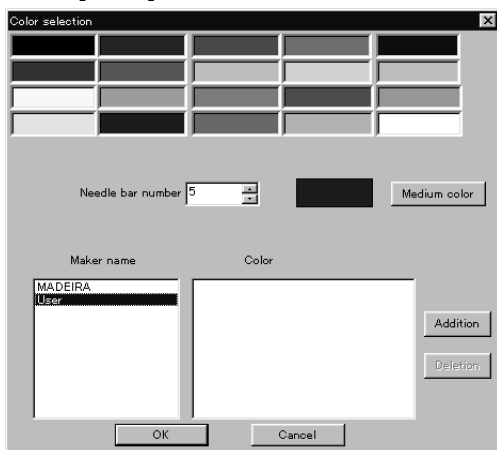 Color selection
Needle bar number 5
Medium color
Maker name Color
MADEIRA
User
Addition
Deletion
OK Cancel